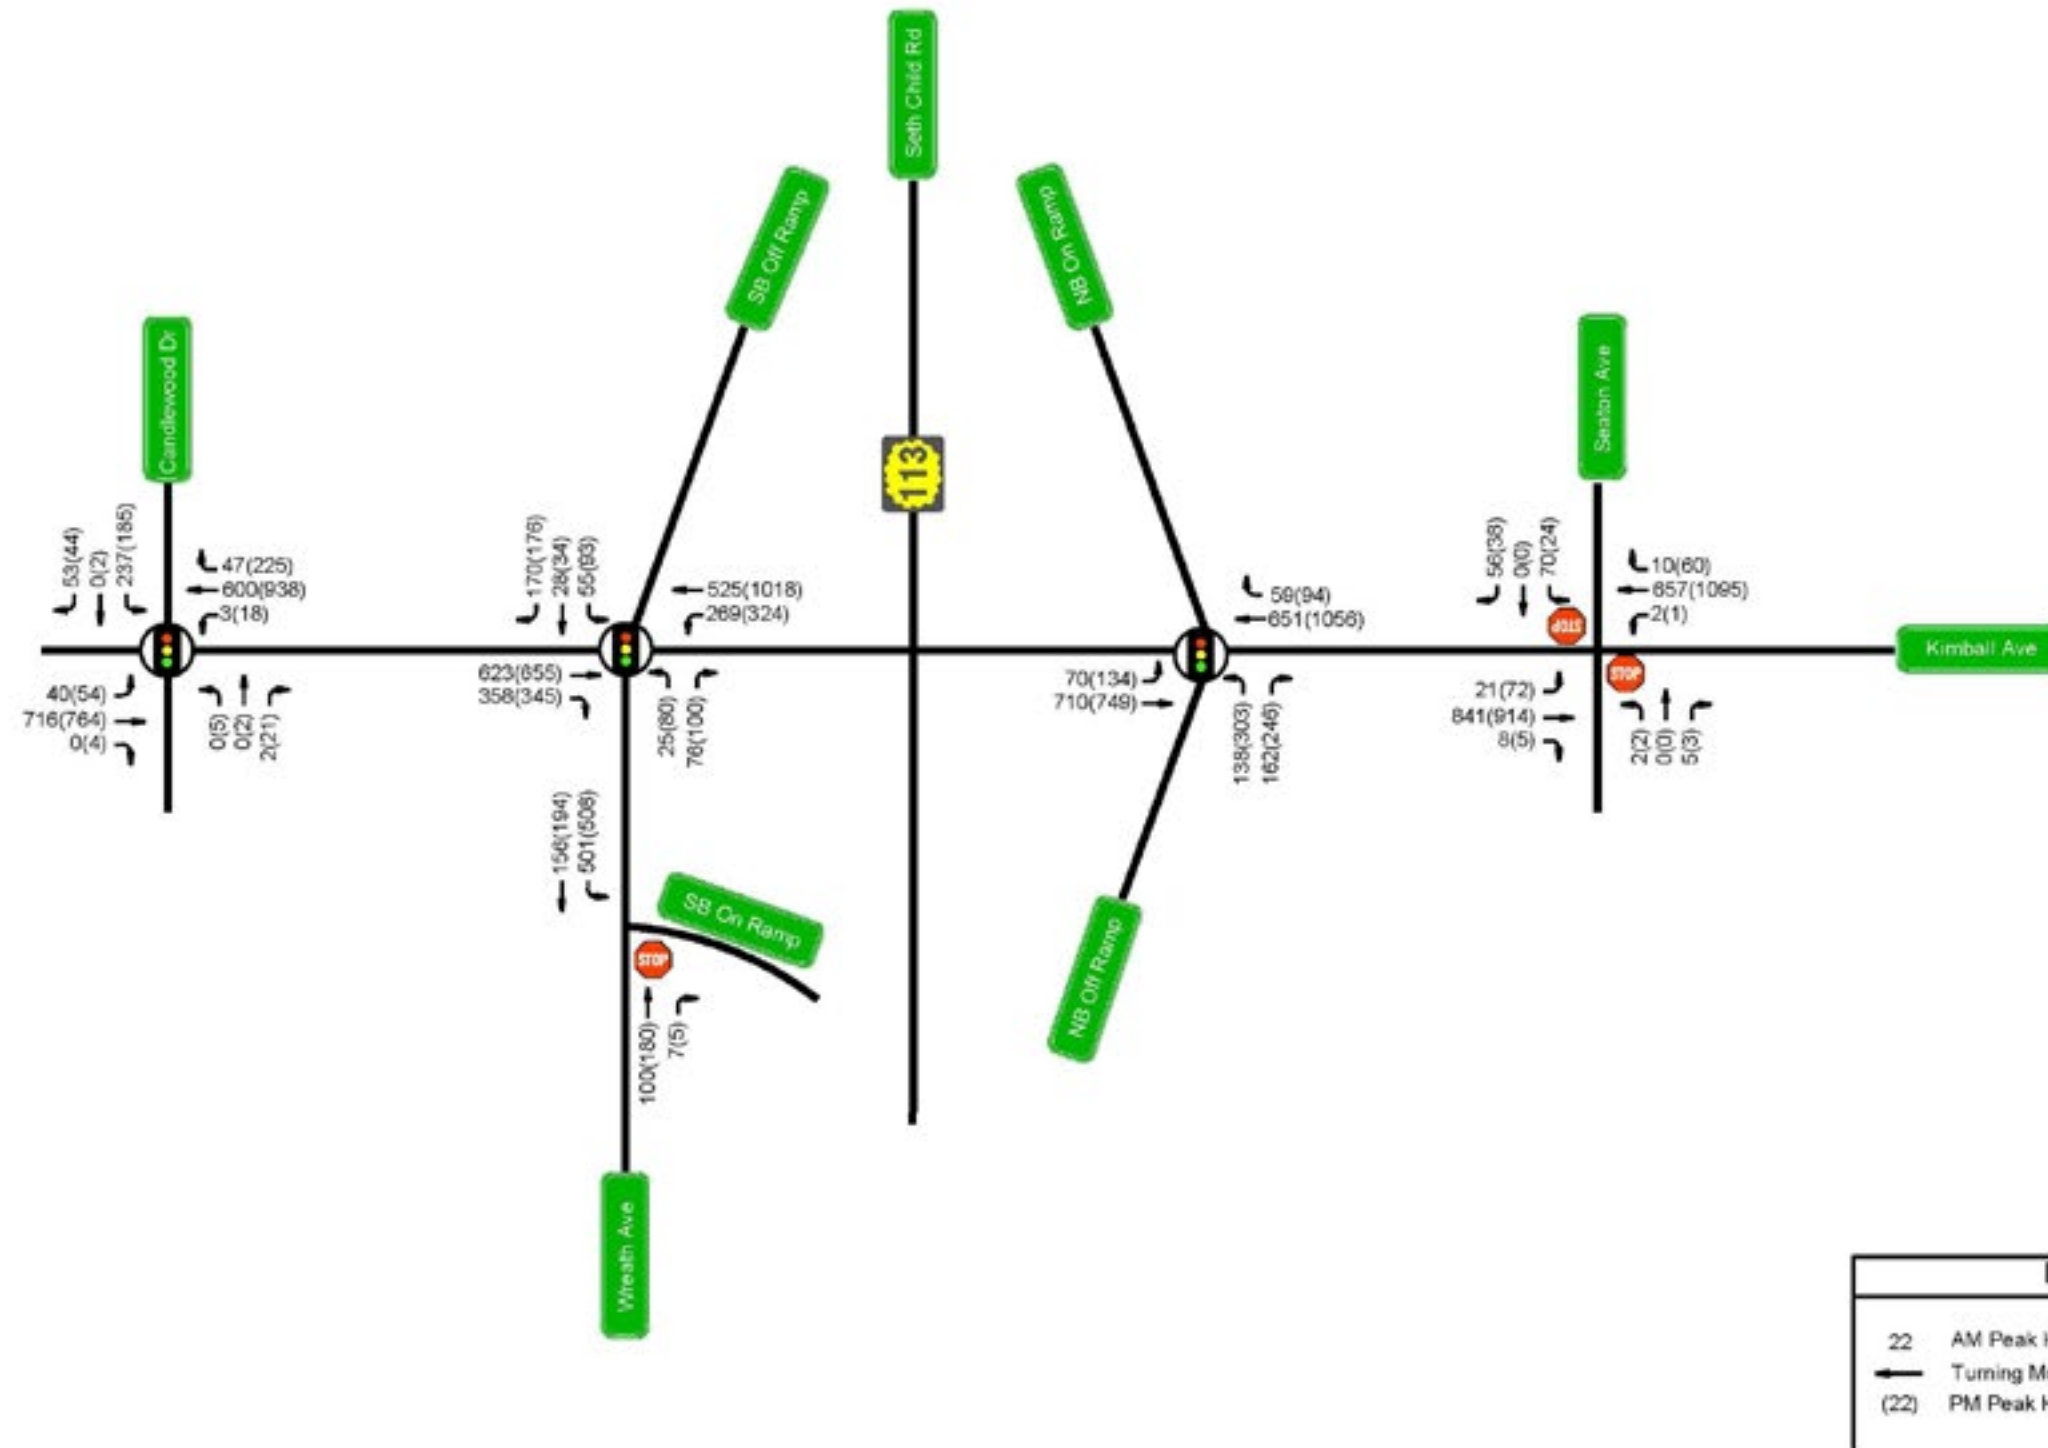 Seth Child Rd
SB Off Ramp
NB On Ramp
Candlewood Dr
Seaton Ave
113
53(44)
0(2)
237(185)
47(225)
600(938)
3(18)
40(54)
716(764)
0(4)
0(5)
0(2)
2(21)
170(176)
28(34)
55(93)
525(1018)
269(324)
623(655)
358(345)
25(80)
76(100)
59(94)
651(1056)
70(134)
710(749)
138(303)
162(246)
56(38)
0(0)
70(24)
STOP
10(60)
657(1095)
2(1)
Kimball Ave
STOP
21(72)
841(914)
8(5)
2(2)
0(0)
5(3)
156(194)
501(508)
SB On Ramp
STOP
100(180)
7(5)
NB Off Ramp
Wreath Ave
22 AM Peak
Turning
(22) PM Peak